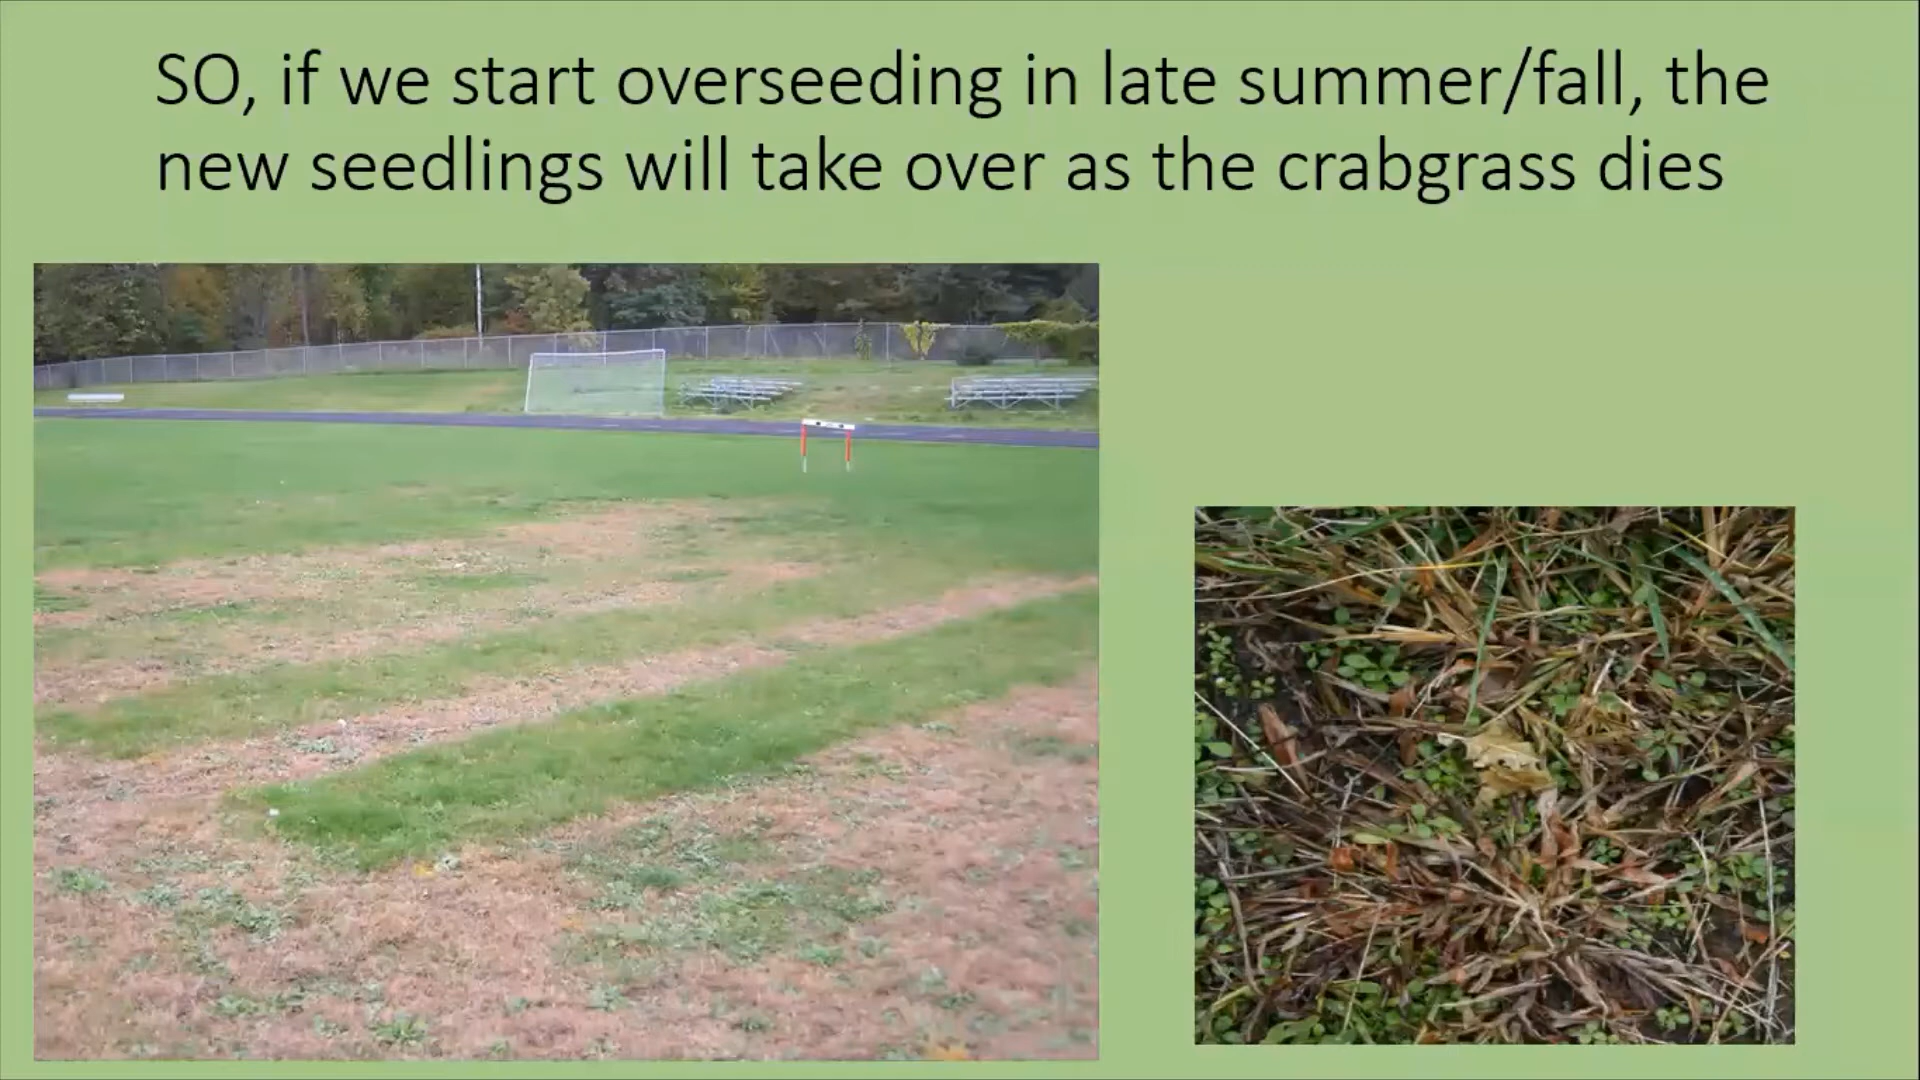 SO, if we start overseeding in late summer/fall, the
new seedlings will take over as the crabgrass dies